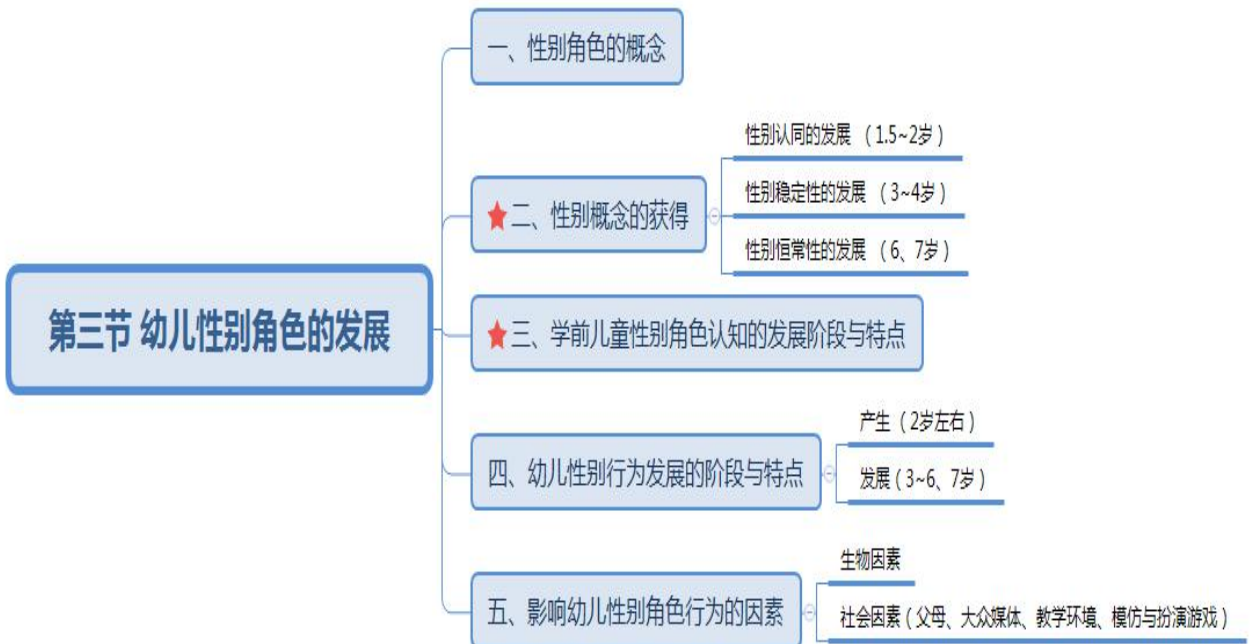 第三节 幼儿性别角色的发展
一、性别角色的概念
★二、性别概念的获得
性别认同的发展 （1.5~2岁）
性别稳定性的发展 （3~4岁）
性别恒常性的发展 （6、7岁）
★三、学前儿童性别角色认知的发展阶段与特点
四、幼儿性别行为发展的阶段与特点
产生（2岁左右）
发展（3~6、7岁）
五、影响幼儿性别角色行为的因素
生物因素
社会因素（父母、大众媒体、教学环境、模仿与扮演游戏）